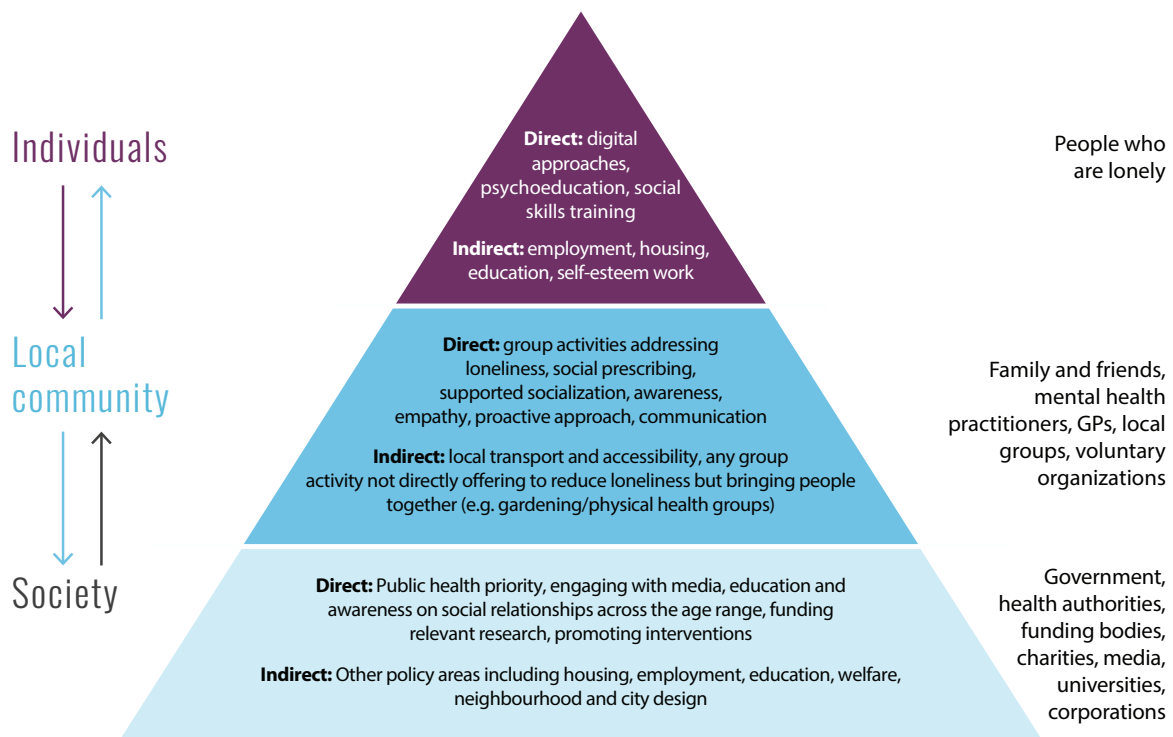 Individuals
Direct: digital
approaches,
psychoeducation, social
skills training
Indirect: employment, housing,
education, self-esteem work
People who
are lonely
Local
community
Direct: group activities addressing
loneliness, social prescribing,
supported socialization, awareness,
empathy, proactive approach, communication
Indirect: local transport and accessibility, any group
activity not directly offering to reduce loneliness but bringing people
together (e.g. gardening/physical health groups)
Family and friends,
mental health
practitioners, GPs, local
groups, voluntary
organizations
Society
Direct: Public health priority, engaging with media, education and
awareness on social relationships across the age range, funding
relevant research, promoting interventions
Indirect: Other policy areas including housing, employment, education, welfare,
neighbourhood and city design
Government,
health authorities,
funding bodies,
charities, media,
universities,
corporations